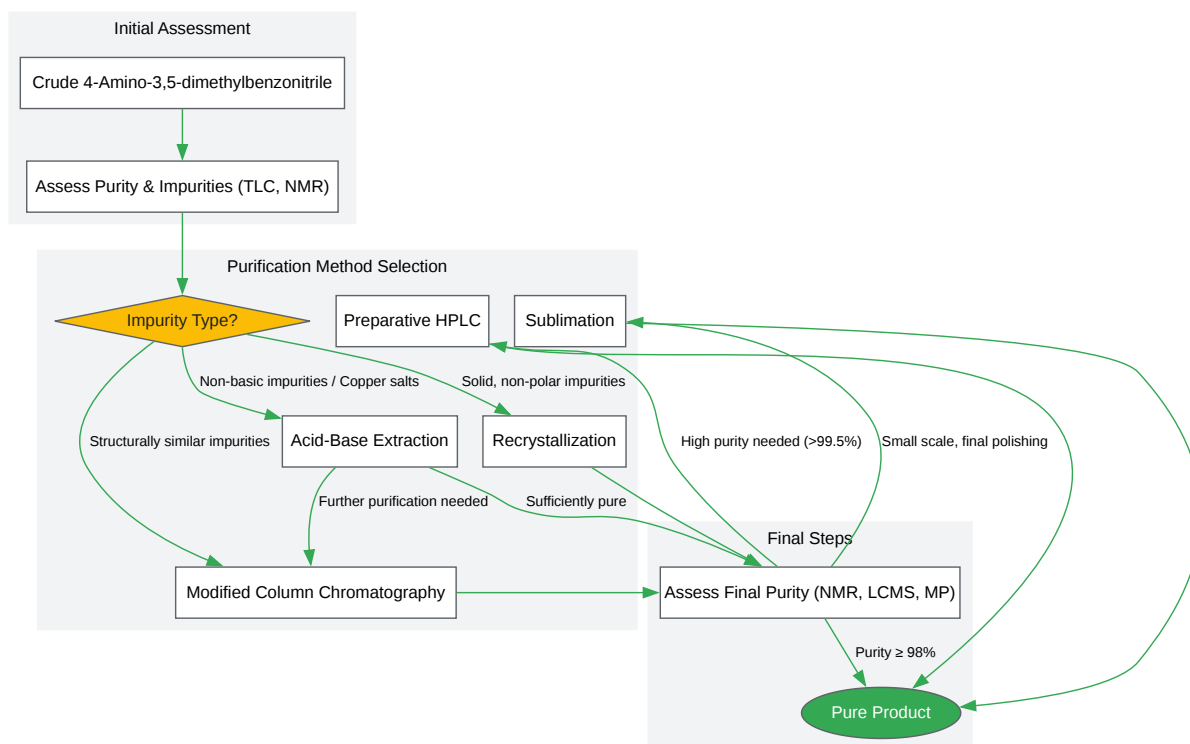 Initial Assessment
Crude 4-Amino-3,5-dimethylbenzonitrile
Assess Purity & Impurities (TLC, NMR)
Purification Method Selection
Impurity Type?
Preparative HPLC
Sublimation
Non-basic impurities / Copper salts
Solid, non-polar impurities
Structurally similar impurities
Acid-Base Extraction
Recrystallization
High purity needed (>99.5%)
Small scale, final polishing
Further purification needed
Sufficiently pure
Final Steps
Modified Column Chromatography
Assess Final Purity (NMR, LCMS, MP)
Purity ≥ 98%
Pure Product